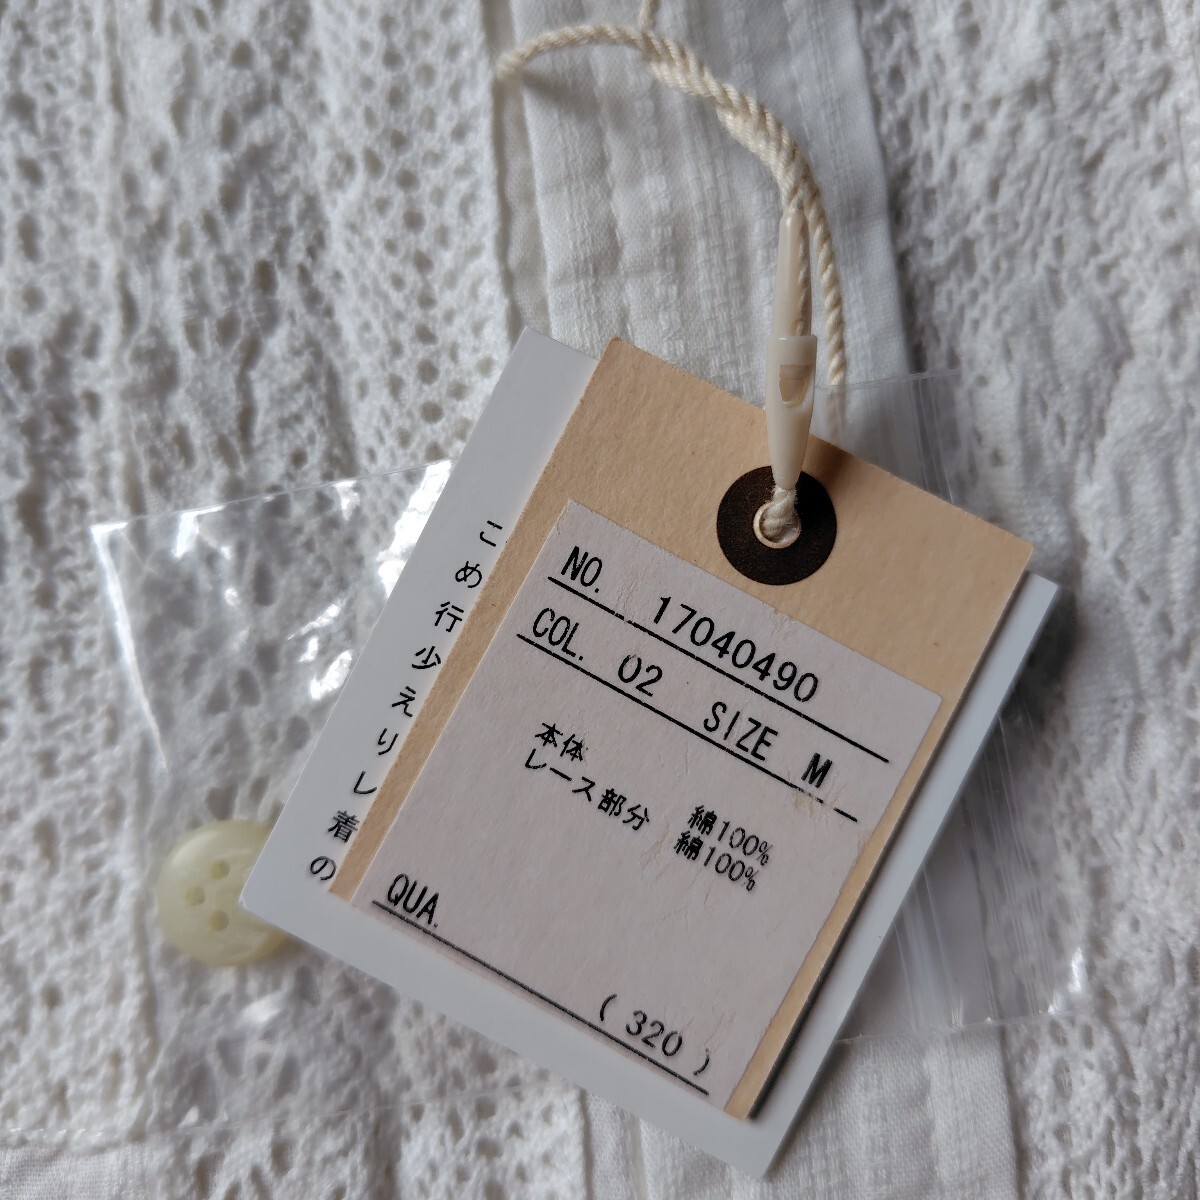 NO. 17040490
COL. 02 SIZE M
本体 綿100%
レース部分 綿100%
QUA.
( 320 )
こ
め
行
少
え
り
し
着
の